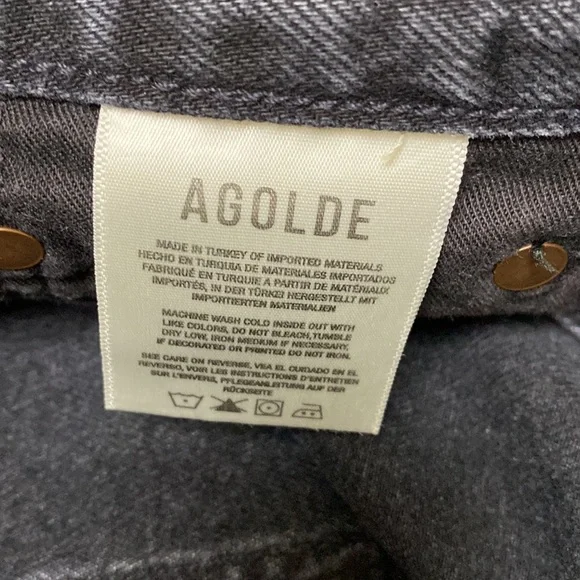 AGOLDE
MADE IN TURKEY OF IMPORTED MATERIALS
HECHO EN TURQUIA DE MATERIALES IMPORTADOS
FABRIQUÉ EN TURQUIE A PARTIR DE MATÉRIAUX
IMPORTÉS, IN DER TÜRKEI HERGESTELLT MIT
IMPORTIERTEN MATERIALIEN
MACHINE WASH COLD INSIDE OUT WITH
LIKE COLORS, DO NOT BLEACH,TUMBLE
DRY LOW, IRON MEDIUM IF NECESSARY,
IF DECORATED OR PRINTED DO NOT IRON.
SEE CARE ON REVERSE, VEA EL CUIDADO EN EL
REVERSO, VOIR LES INSTRUCTIONS D'ENTRETIEN
SUR L'ENVERS, PFLEGEANLEITUNG AUF DER
RÜCKSEITE